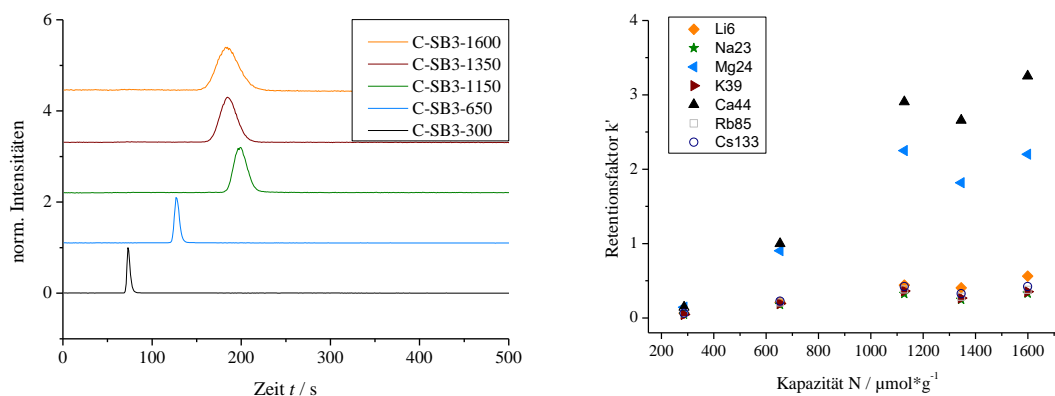 norm. Intensitäten
6
4
2
0
C-SB3-1600
C-SB3-1350
C-SB3-1150
C-SB3-650
C-SB3-300
0 100 200 300 400 500
Zeit t / s
Retentionsfaktor k'
4
3
2
1
0
Li6
Na23
Mg24
K39
Ca44
Rb85
Cs133
200 400 600 800 1000 1200 1400 1600
Kapazität N / µmol*g⁻¹